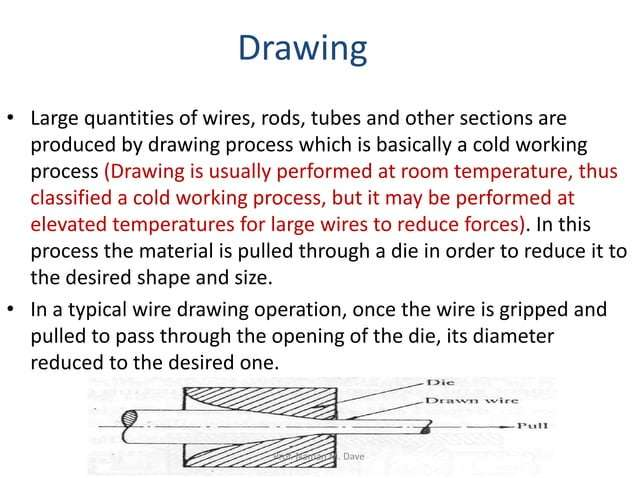 Drawing
• Large quantities of wires, rods, tubes and other sections are
produced by drawing process which is basically a cold working
process (Drawing is usually performed at room temperature, thus
classified a cold working process, but it may be performed at
elevated temperatures for large wires to reduce forces). In this
process the material is pulled through a die in order to reduce it to
the desired shape and size.
• In a typical wire drawing operation, once the wire is gripped and
pulled to pass through the opening of the die, its diameter
reduced to the desired one.
Die
Drawn wire
Pull
Dave